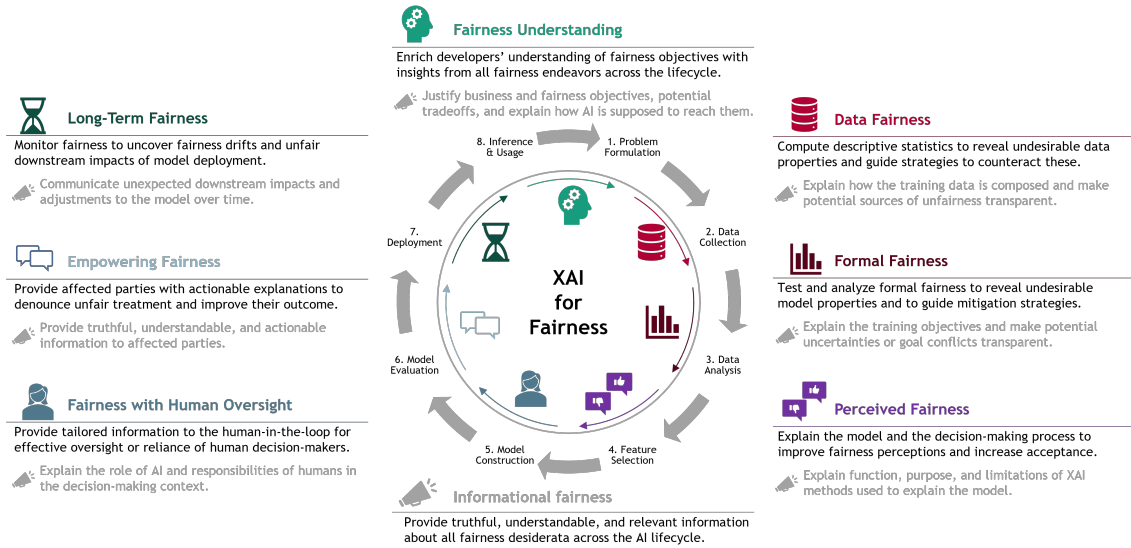 Fairness Understanding
Enrich developers’ understanding of fairness objectives with
insights from all fairness endeavors across the lifecycle.
Justify business and fairness objectives, potential
tradeoffs, and explain how AI is supposed to reach them.
Long-Term Fairness
Monitor fairness to uncover fairness drifts and unfair
downstream impacts of model deployment.
Communicate unexpected downstream impacts and
adjustments to the model over time.
Empowering Fairness
Provide affected parties with actionable explanations to
denounce unfair treatment and improve their outcome.
Provide truthful, understandable, and actionable
information to affected parties.
Fairness with Human Oversight
Provide tailored information to the human-in-the-loop for
effective oversight or reliance of human decision-makers.
Explain the role of AI and responsibilities of humans in
the decision-making context.
8. Inference
& Usage
1. Problem
Formulation
7.
Deployment
2. Data
Collection
XAI
for
Fairness
6. Model
Evaluation
3. Data
Analysis
5. Model
Construction
4. Feature
Selection
Data Fairness
Compute descriptive statistics to reveal undesirable data
properties and guide strategies to counteract these.
Explain how the training data is composed and make
potential sources of unfairness transparent.
Formal Fairness
Test and analyze formal fairness to reveal undesirable
model properties and to guide mitigation strategies.
Explain the training objectives and make potential
uncertainties or goal conflicts transparent.
Perceived Fairness
Explain the model and the decision-making process to
improve fairness perceptions and increase acceptance.
Explain function, purpose, and limitations of XAI
methods used to explain the model.
Informational fairness
Provide truthful, understandable, and relevant information
about all fairness desiderata across the AI lifecycle.